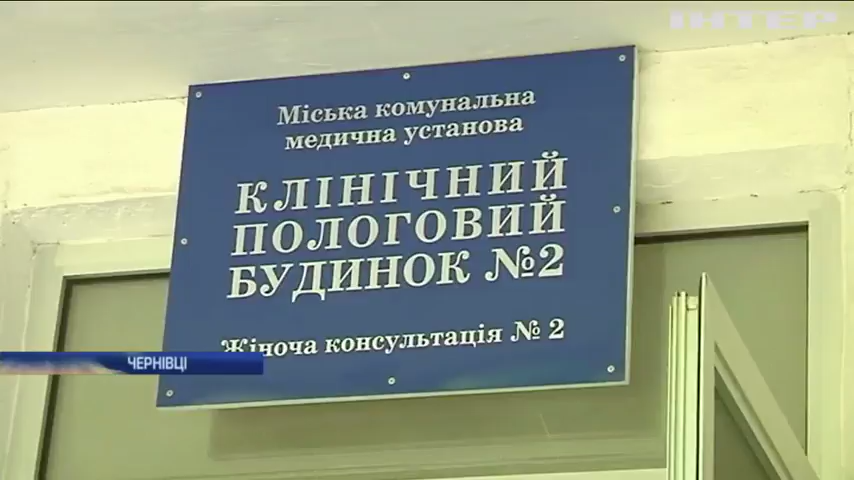 ІНТЕР
Міська комунальна
медична установа
КЛІНІЧНИЙ
ПОЛОГОВИЙ
БУДИНОК №2
Жіноча консультація № 2
ЧЕРНІВЦІ